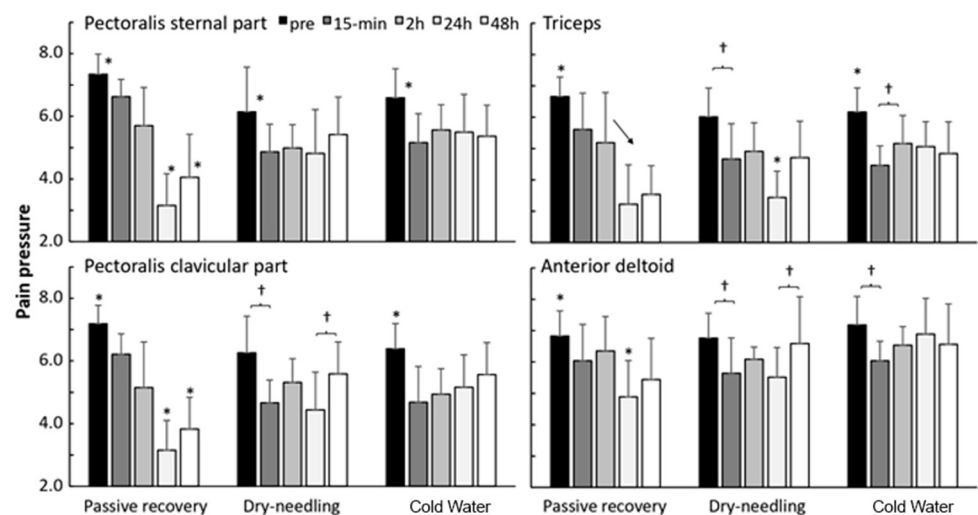 Pectoralis sternal part
pre 15-min 2h 24h 48h
Triceps
8.0
6.0
4.0
2.0
* * * * *
* † * * †
Pain pressure
Pectoralis clavicular part
Anterior deltoid
8.0
6.0
4.0
2.0
* * * † † *
* * † † †
Passive recovery Dry-needling Cold Water
Passive recovery Dry-needling Cold Water